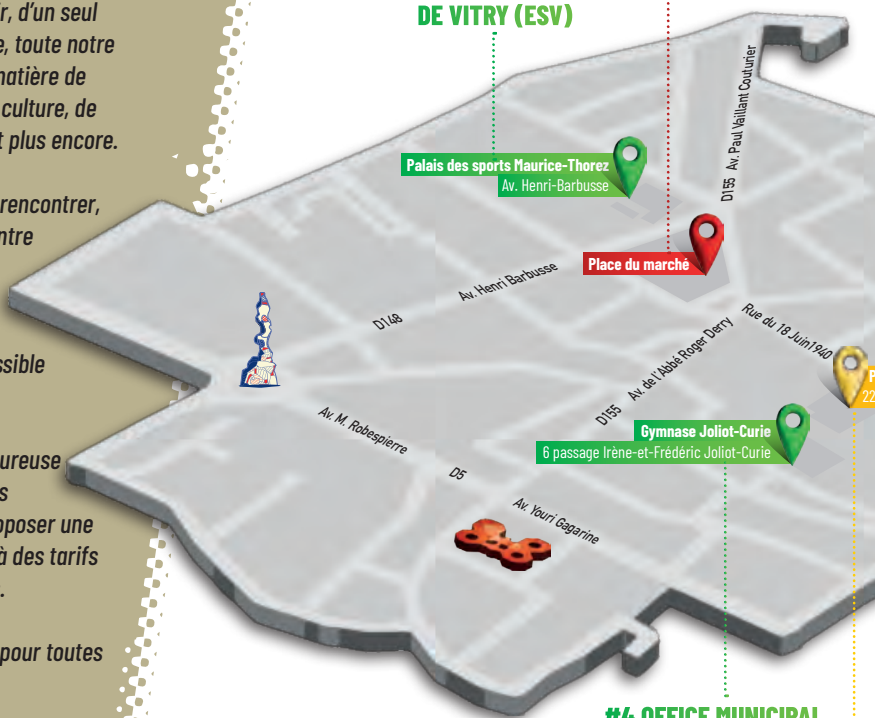 r, d'un seul
e, toute notre
matière de
culture, de
t plus encore.
rencontrer,
ntre
ssible
ureuse
s
oposer une
à des tarifs
.
pour toutes
DE VITRY (ESV)
D155 Av. Paul Vaillant Couturier
Palais des sports Maurice-Thorez
Av. Henri-Barbusse
Place du marché
Av. Henri Barbusse
D148
Rue du 18 Juin1940
D155 Av. de l'Abbé Roger Derry
P
22
Av. M. Robespierre
Gymnase Joliot-Curie
6 passage Irène-et-Frédéric Joliot-Curie
D5
Av. Youri Gagarine
#4 OFFICE MUNICIPAL